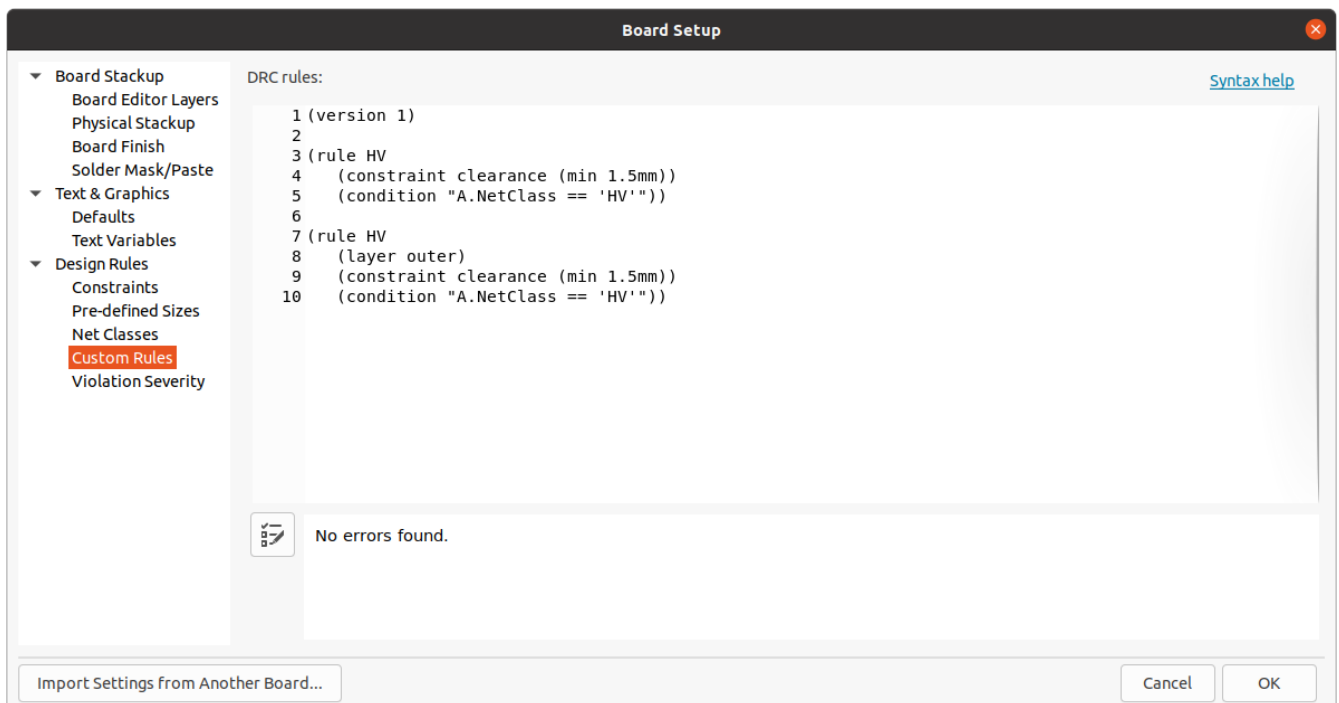 Board Setup
Board Stackup
Board Editor Layers
Physical Stackup
Board Finish
Solder Mask/Paste
Text & Graphics
Defaults
Text Variables
Design Rules
Constraints
Pre-defined Sizes
Net Classes
Custom Rules
Violation Severity
DRC rules:
Syntax help
1 (version 1)
2
3 (rule HV
4    (constraint clearance (min 1.5mm))
5    (condition "A.NetClass == 'HV'"))
6
7 (rule HV
8    (layer outer)
9    (constraint clearance (min 1.5mm))
10    (condition "A.NetClass == 'HV'"))
No errors found.
Import Settings from Another Board...
Cancel
OK